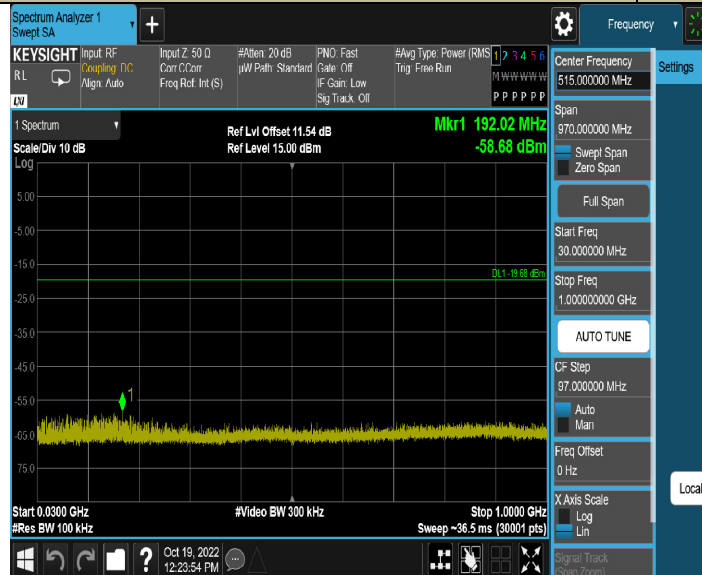 Spectrum Analyzer 1
Swept SA
Frequency
KEYSIGHT
RL
LXI
Input: RF
Coupling: DC
Align: Auto
Input Z: 50 Ω
Corr CCorr
Freq Ref: Int (S)
#Atten: 20 dB
µW Path: Standard
PNO: Fast
Gate: Off
IF Gain: Low
Sig Track: Off
#Avg Type: Power (RMS
Trig: Free Run
1 2 3 4 5 6
M W W W W W
P P P P P P
Center Frequency
515.000000 MHz
Settings
Span
970.000000 MHz
Swept Span
Zero Span
Full Span
Start Freq
30.000000 MHz
Stop Freq
1.000000000 GHz
AUTO TUNE
CF Step
97.000000 MHz
Auto
Man
Freq Offset
0 Hz
X Axis Scale
Log
Lin
Signal Track
(Span Zoom)
Local
1 Spectrum
Scale/Div 10 dB
Log
Ref Lvl Offset 11.54 dB
Ref Level 15.00 dBm
Mkr1 192.02 MHz
-58.68 dBm
5.00
-5.00
-15.0
DL1 -19.68 dBm
-25.0
-35.0
-45.0
-55.0
1
-65.0
75.0
Start 0.0300 GHz
#Res BW 100 kHz
#Video BW 300 kHz
Stop 1.0000 GHz
Sweep ~36.5 ms (30001 pts)
?
Oct 19, 2022
12:23:54 PM